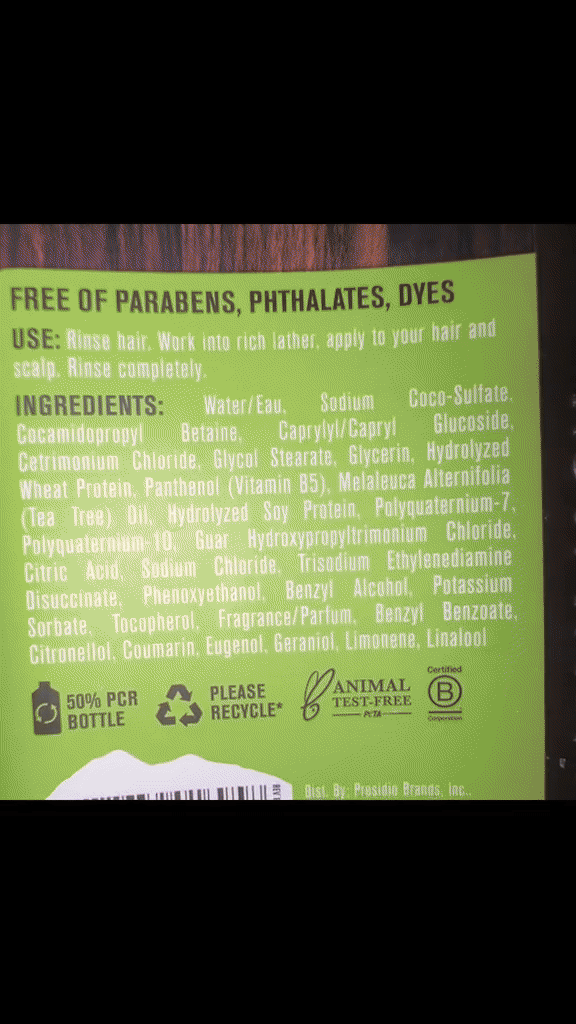 FREE OF PARABENS, PHTHALATES, DYES
USE: Rinse hair. Work into rich lather, apply to your hair and
scalp. Rinse completely.
INGREDIENTS: Water/Eau, Sodium Coco-Sulfate,
Cocamidopropyl Betaine, Caprylyl/Capryl Glucoside,
Cetrimonium Chloride, Glycol Stearate, Glycerin, Hydrolyzed
Wheat Protein, Panthenol (Vitamin B5), Melaleuca Alternifolia
(Tea Tree) Oil, Hydrolyzed Soy Protein, Polyquaternium-7,
Polyquaternium-10, Guar Hydroxypropyltrimonium Chloride,
Citric Acid, Sodium Chloride, Trisodium Ethylenediamine
Disuccinate, Phenoxyethanol, Benzyl Alcohol, Potassium
Sorbate, Tocopherol, Fragrance/Parfum, Benzyl Benzoate,
Citronellol, Coumarin, Eugenol, Geraniol, Limonene, Linalool
50% PCR
BOTTLE
PLEASE
RECYCLE*
ANIMAL
TEST-FREE
PETA
Certified
B
Corporation
Dist. By: Presidio Brands, Inc..